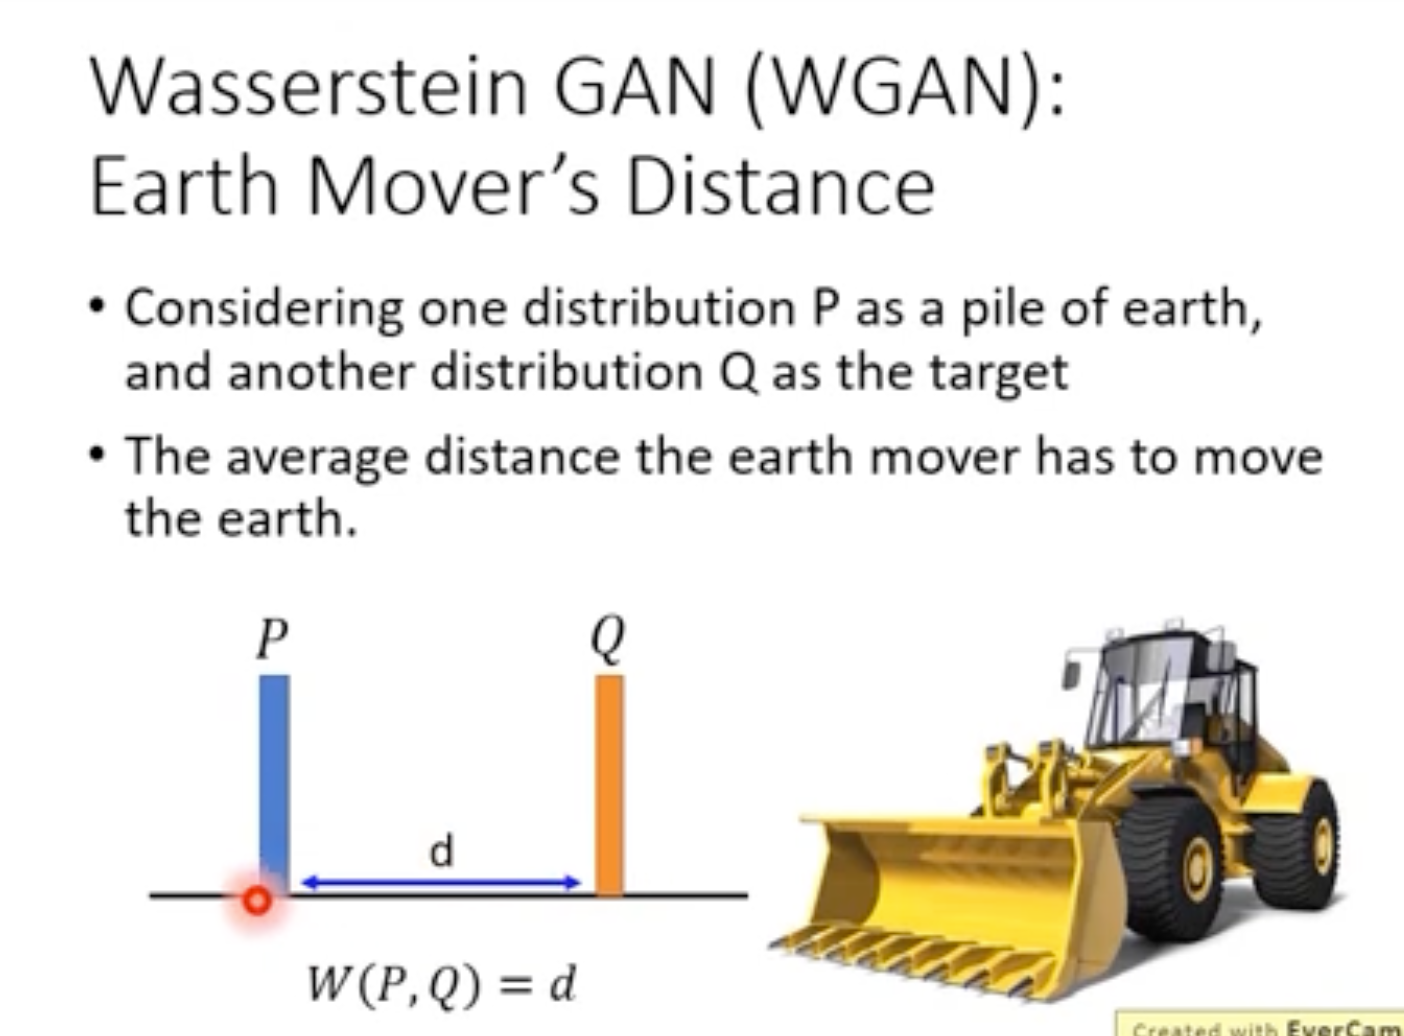 Wasserstein GAN (WGAN):
Earth Mover's Distance
• Considering one distribution P as a pile of earth,
and another distribution Q as the target
• The average distance the earth mover has to move
the earth.
P
Q
d
W(P, Q) = d
Created with EverCam